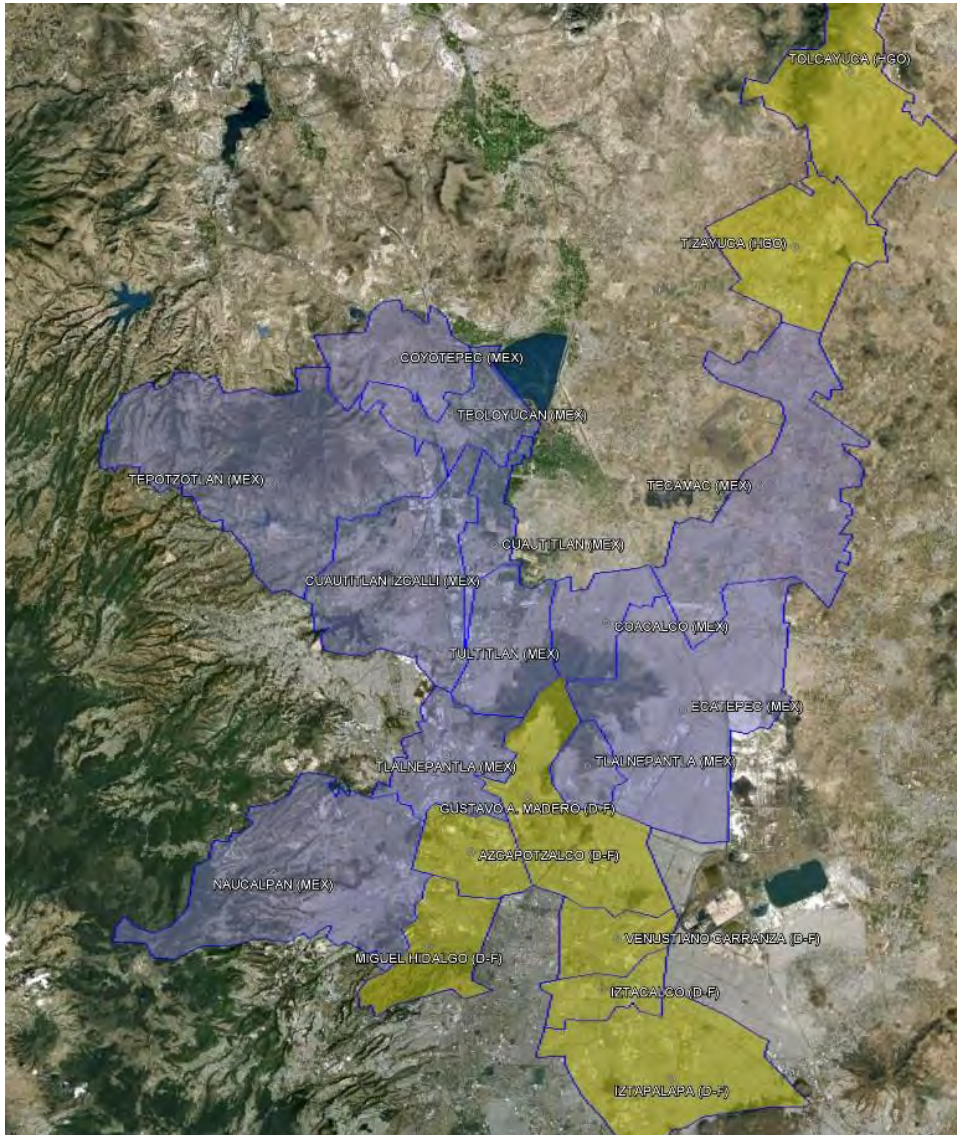 TOLCAYUCA (HGO)
TIZAYUCA (HGO)
COYOTEPEC (MEX)
TEOLOYUCAN (MEX)
TEPOTZOTLAN (MEX)
TECAMAC (MEX)
CUAUTITLAN (MEX)
CUAUTITLAN IZCALLI (MEX)
COACALCO (MEX)
TULTITLAN (MEX)
ECATEPEC (MEX)
TLALNEPANTLA (MEX)
TLALNEPANTLA (MEX)
GUSTAVO A. MADERO (D-F)
AZCAPOTZALCO (D-F)
NAUCALPAN (MEX)
VENUSTIANO CARRANZA (D-F)
MIGUEL HIDALGO (D-F)
IZTACALCO (D-F)
IZTAPALAPA (D-F)